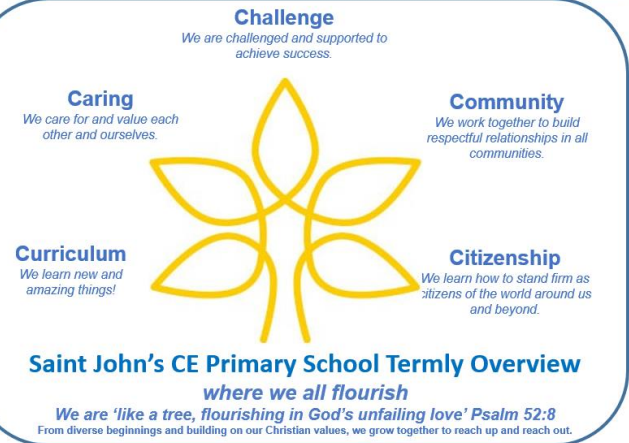 Challenge
We are challenged and supported to
achieve success.
Caring
We care for and value each
other and ourselves.
Community
We work together to build
respectful relationships in all
communities.
Curriculum
We learn new and
amazing things!
Citizenship
We learn how to stand firm as
citizens of the world around us
and beyond.
Saint John's CE Primary School Termly Overview
where we all flourish
We are 'like a tree, flourishing in God's unfailing love' Psalm 52:8
From diverse beginnings and building on our Christian values, we grow together to reach up and reach out.